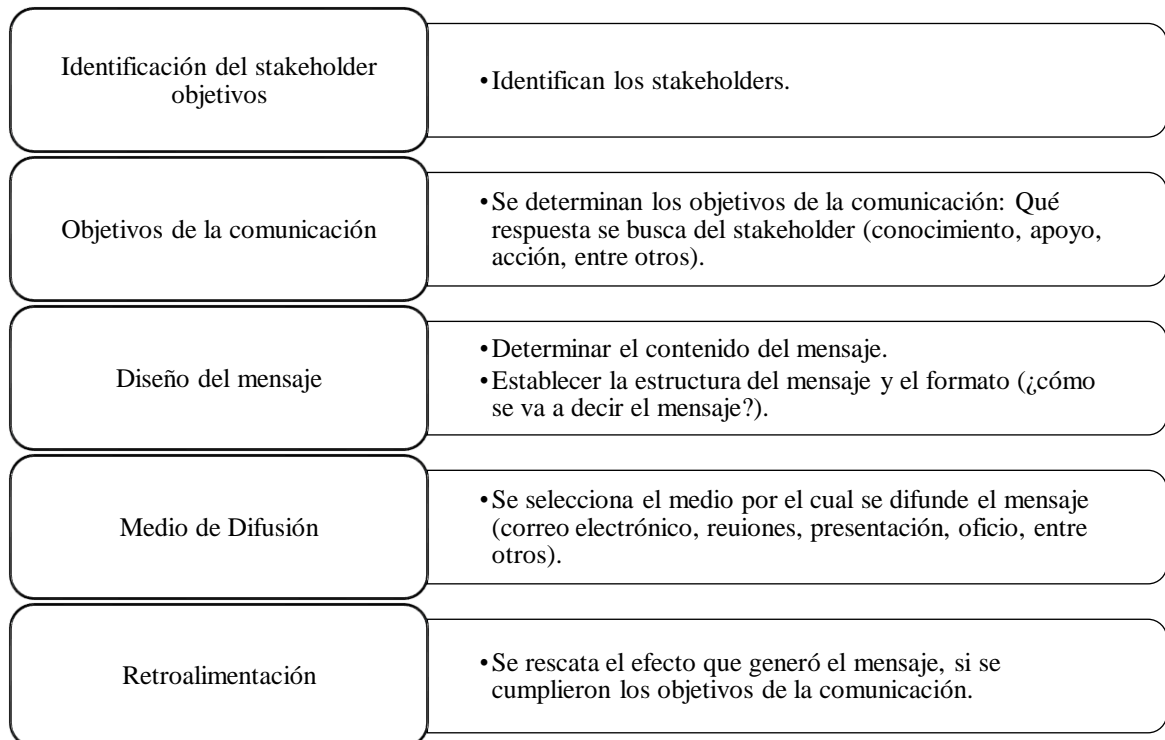 Identificación del stakeholder
objetivos
•Identifican los stakeholders.
Objetivos de la comunicación
•Se determinan los objetivos de la comunicación: Qué
respuesta se busca del stakeholder (conocimiento, apoyo,
acción, entre otros).
Diseño del mensaje
•Determinar el contenido del mensaje.
•Establecer la estructura del mensaje y el formato (¿cómo
se va a decir el mensaje?).
Medio de Difusión
•Se selecciona el medio por el cual se difunde el mensaje
(correo electrónico, reuiones, presentación, oficio, entre
otros).
Retroalimentación
•Se rescata el efecto que generó el mensaje, si se
cumplieron los objetivos de la comunicación.